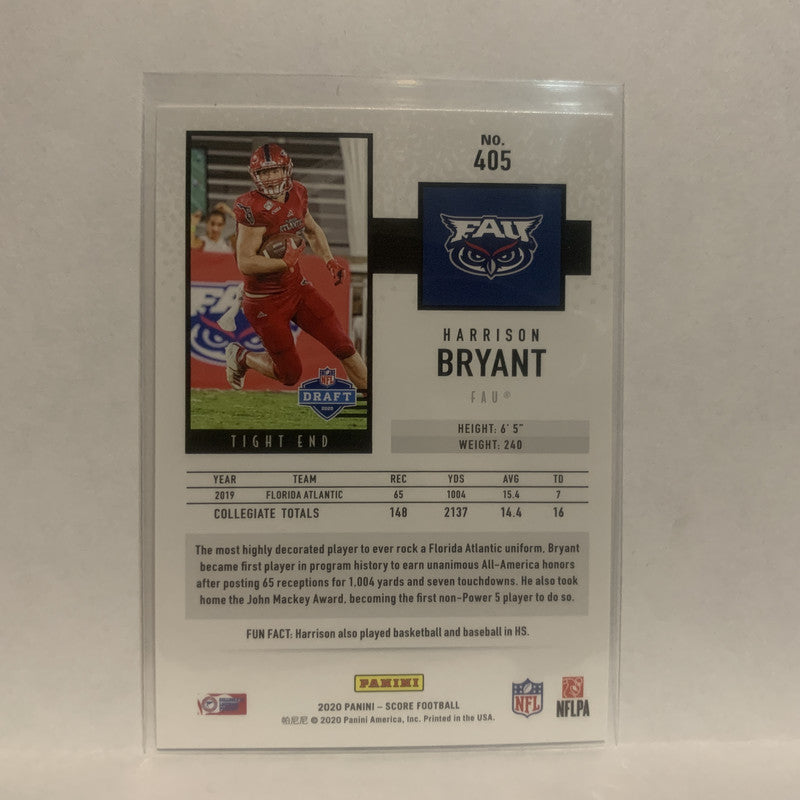 NO.
405
FAU
ATLANTIC
FAU
NFL
DRAFT
2020
TIGHT END
HARRISON
BRYANT
FAU®
HEIGHT: 6' 5"
WEIGHT: 240
YEAR TEAM REC YDS AVG TD
2019 FLORIDA ATLANTIC 65 1004 15.4 7
COLLEGIATE TOTALS 148 2137 14.4 16
The most highly decorated player to ever rock a Florida Atlantic uniform, Bryant
became first player in program history to earn unanimous All-America honors
after posting 65 receptions for 1,004 yards and seven touchdowns. He also took
home the John Mackey Award, becoming the first non-Power 5 player to do so.
FUN FACT: Harrison also played basketball and baseball in HS.
PANINI
2020 PANINI – SCORE FOOTBALL
帕尼尼 © 2020 Panini America, Inc. Printed in the USA.
NFL
NFLPA